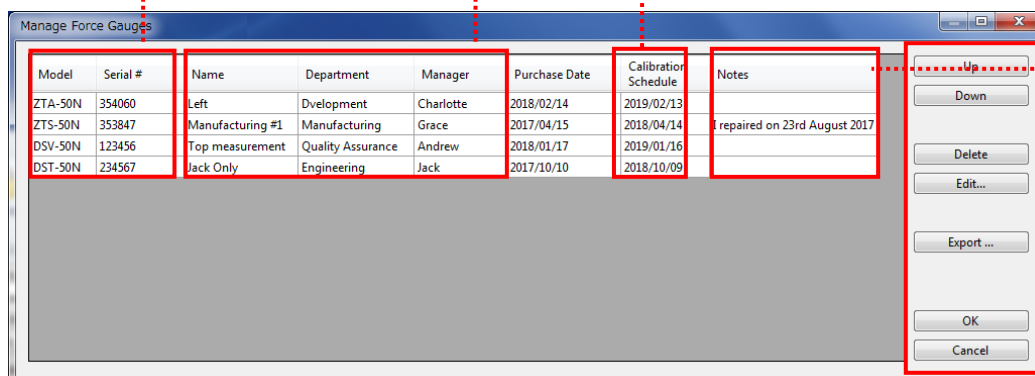 Manage Force Gauges
Model Serial # Name Department Manager Purchase Date Calibration Schedule Notes
ZTA-50N 354060 Left Dvelopment Charlotte 2018/02/14 2019/02/13
ZTS-50N 353847 Manufacturing #1 Manufacturing Grace 2017/04/15 2018/04/14 I repaired on 23rd August 2017
DSV-50N 123456 Top measurement Quality Assurance Andrew 2018/01/17 2019/01/16
DST-50N 234567 Jack Only Engineering Jack 2017/10/10 2018/10/09
Up
Down
Delete
Edit...
Export ...
OK
Cancel